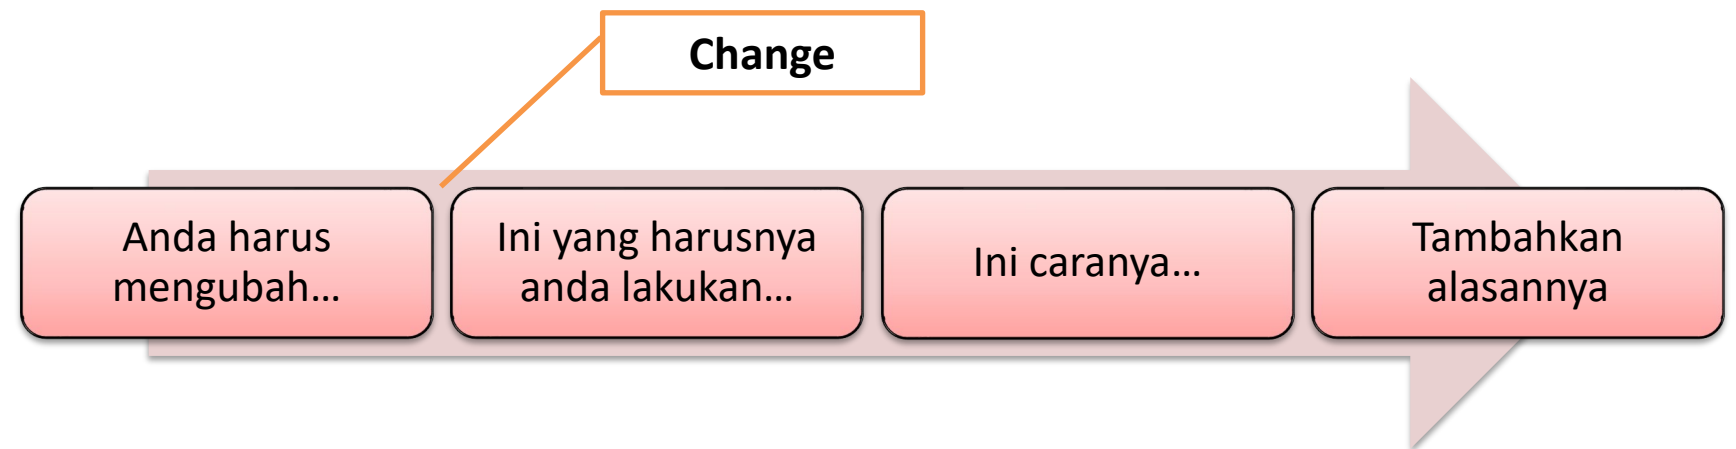 Change
Anda harus
mengubah…
Ini yang harusnya
anda lakukan…
Ini caranya…
Tambahkan
alasannya